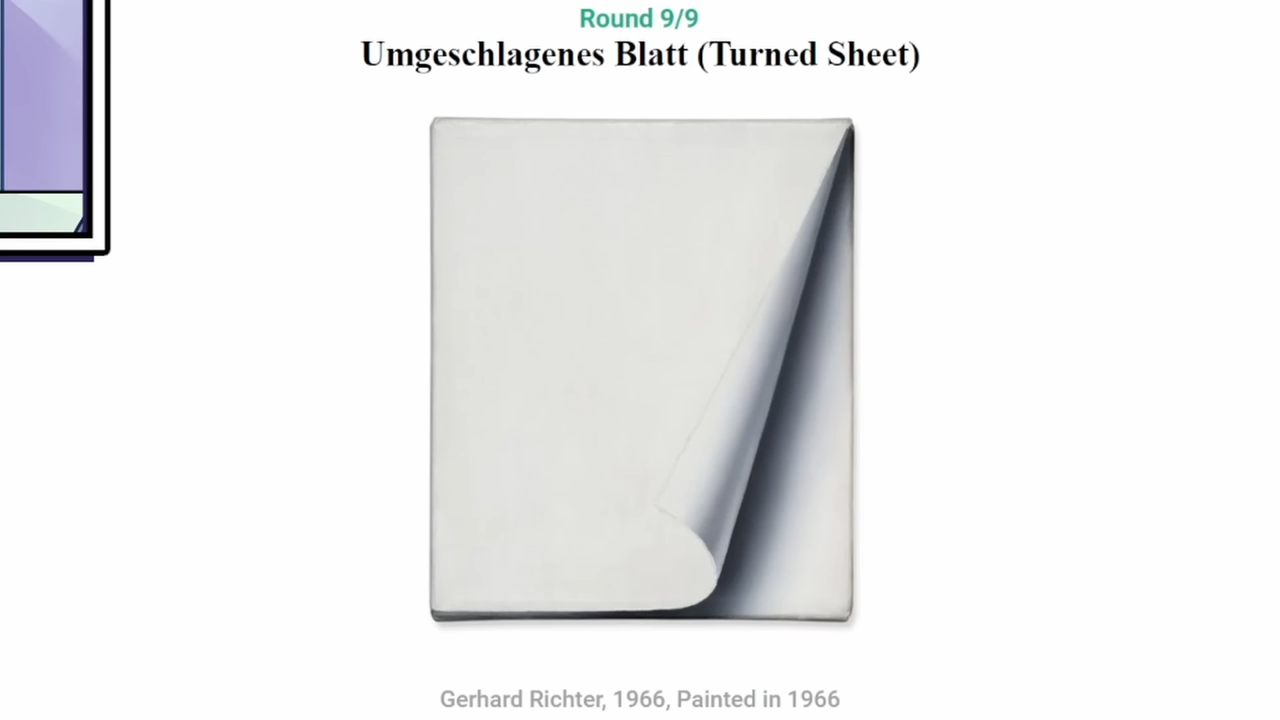 Round 9/9
Umgeschlagenes Blatt (Turned Sheet)
Gerhard Richter, 1966, Painted in 1966